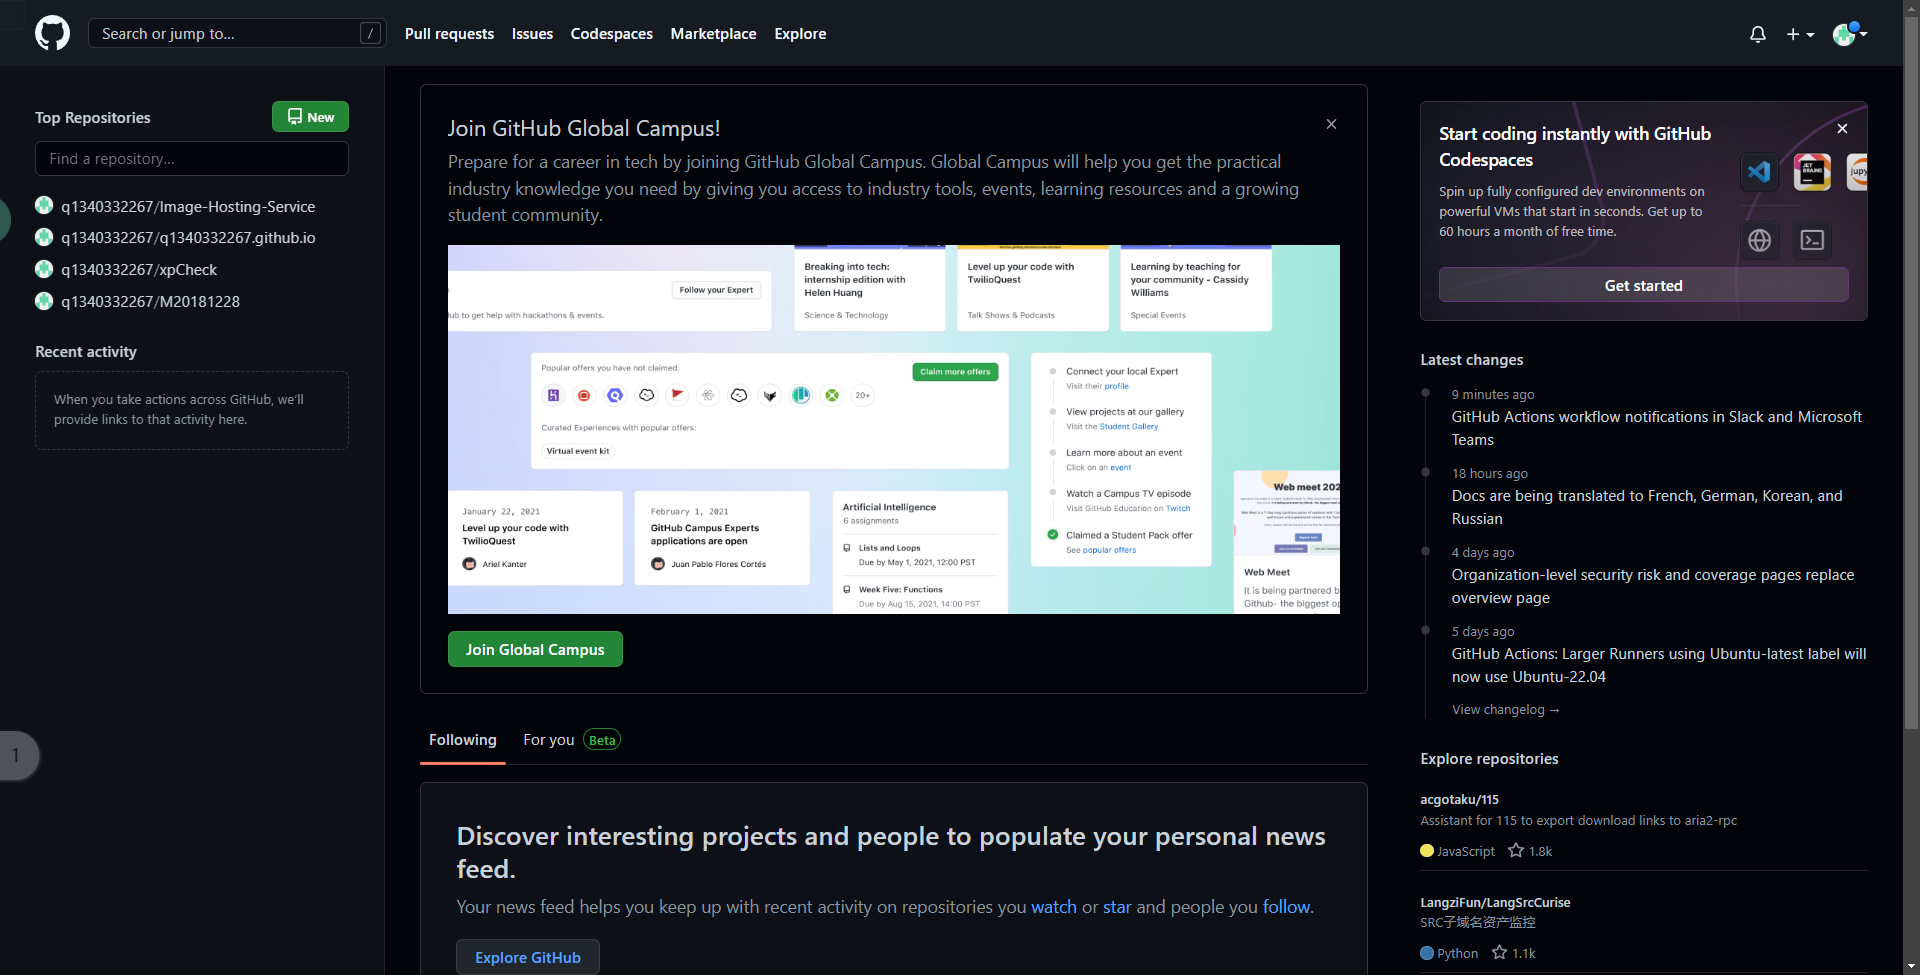 Search or jump to...
/
Pull requests
Issues
Codespaces
Marketplace
Explore
Top Repositories
New
Find a repository...
q1340332267/Image-Hosting-Service
q1340332267/q1340332267.github.io
q1340332267/xpCheck
q1340332267/M20181228
Recent activity
When you take actions across GitHub, we'll
provide links to that activity here.
1
Join GitHub Global Campus!
Prepare for a career in tech by joining GitHub Global Campus. Global Campus will help you get the practical
industry knowledge you need by giving you access to industry tools, events, learning resources and a growing
student community.
Follow your Expert
to get help with hackathons & events.
Breaking into tech:
internship edition with
Helen Huang
Science & Technology
Level up your code with
TwilioQuest
Talk Shows & Podcasts
Learning by teaching for
your community - Cassidy
Williams
Special Events
Popular offers you have not claimed:
Claim more offers
20+
Curated Experiences with popular offers:
Virtual event kit
Connect your local Expert
Visit their profile
View projects at our gallery
Visit the Student Gallery
Learn more about an event
Click on an event
Watch a Campus TV episode
Visit GitHub Education on Twitch
Claimed a Student Pack offer
See popular offers
January 22, 2021
Level up your code with
TwilioQuest
Ariel Kanter
February 1, 2021
GitHub Campus Experts
applications are open
Juan Pablo Flores Cortés
Artificial Intelligence
6 assignments
Lists and Loops
Due by May 1, 2021, 12:00 PST
Week Five: Functions
Due by Aug 15, 2021, 14:00 PST
Web meet 202
Web Meet
It is being partnered b
Github- the biggest op
Join Global Campus
Following
For you
Beta
Discover interesting projects and people to populate your personal news
feed.
Your news feed helps you keep up with recent activity on repositories you watch or star and people you follow.
Explore GitHub
Start coding instantly with GitHub
Codespaces
Spin up fully configured dev environments on
powerful VMs that start in seconds. Get up to
60 hours a month of free time.
JET
BRAINS
jupy
Get started
Latest changes
9 minutes ago
GitHub Actions workflow notifications in Slack and Microsoft
Teams
18 hours ago
Docs are being translated to French, German, Korean, and
Russian
4 days ago
Organization-level security risk and coverage pages replace
overview page
5 days ago
GitHub Actions: Larger Runners using Ubuntu-latest label will
now use Ubuntu-22.04
View changelog →
Explore repositories
acgotaku/115
Assistant for 115 to export download links to aria2-rpc
JavaScript
1.8k
LangziFun/LangSrcCurise
SRC子域名资产监控
Python
1.1k